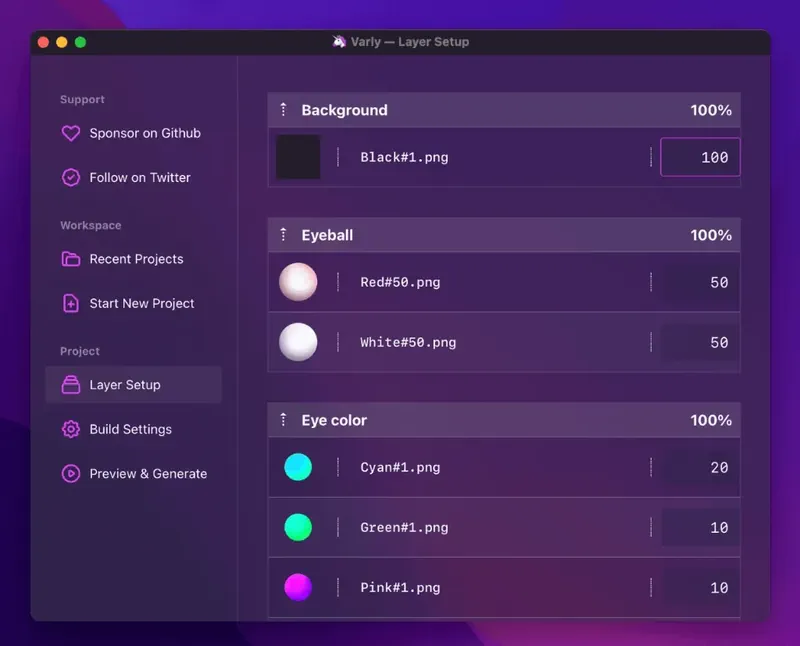 Varly — Layer Setup
Support
Sponsor on Github
Follow on Twitter
Workspace
Recent Projects
Start New Project
Project
Layer Setup
Build Settings
Preview & Generate
Background 100%
Black#1.png 100
Eyeball 100%
Red#50.png 50
White#50.png 50
Eye color 100%
Cyan#1.png 20
Green#1.png 10
Pink#1.png 10